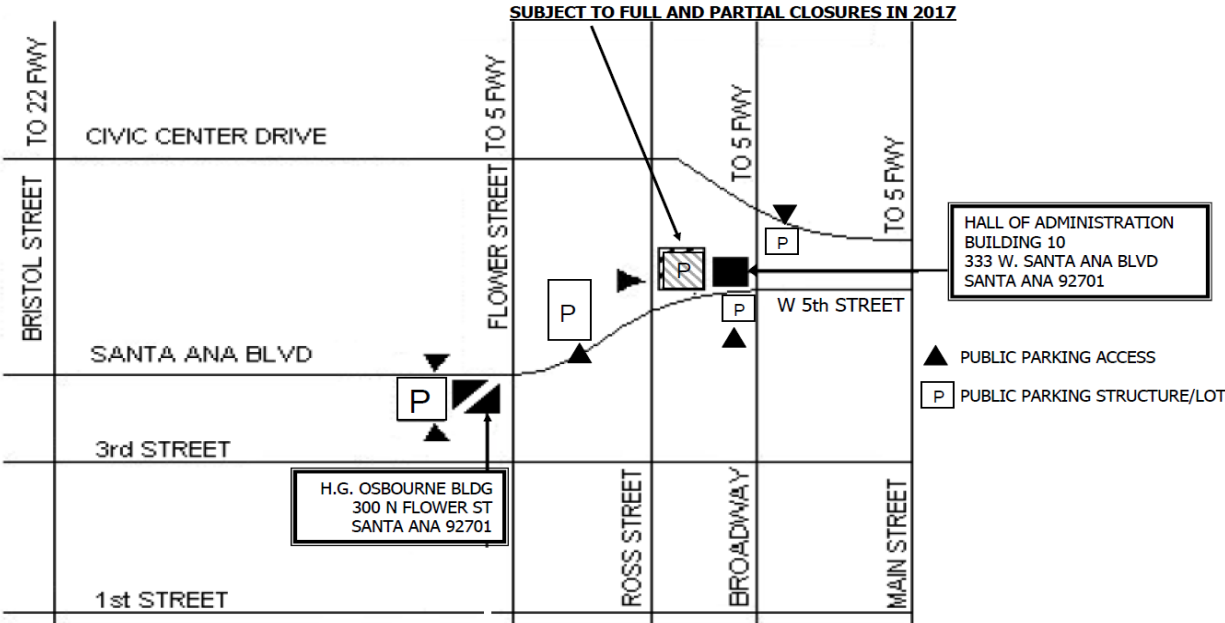 SUBJECT TO FULL AND PARTIAL CLOSURES IN 2017
TO 22 FWY
TO 5 FWY
TO 5 FWY
TO 5 FWY
CIVIC CENTER DRIVE
BRISTOL STREET
FLOWER STREET
P
HALL OF ADMINISTRATION
BUILDING 10
333 W. SANTA ANA BLVD
SANTA ANA 92701
P
P
P
W 5th STREET
SANTA ANA BLVD
PUBLIC PARKING ACCESS
P
P PUBLIC PARKING STRUCTURE/LOT
3rd STREET
H.G. OSBOURNE BLDG
300 N FLOWER ST
SANTA ANA 92701
ROSS STREET
BROADWAY
MAIN STREET
1st STREET